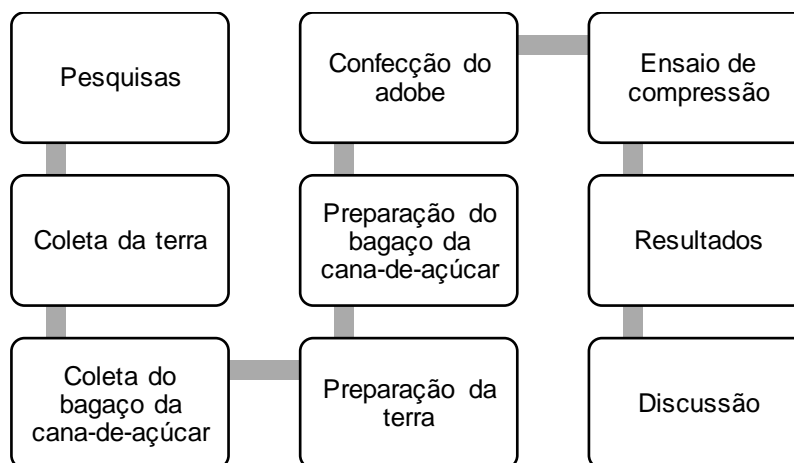 Pesquisas
Coleta da terra
Coleta do
bagaço da
cana-de-açúcar
Preparação da
terra
Preparação do
bagaço da
cana-de-açúcar
Confecção do
adobe
Ensaio de
compressão
Resultados
Discussão